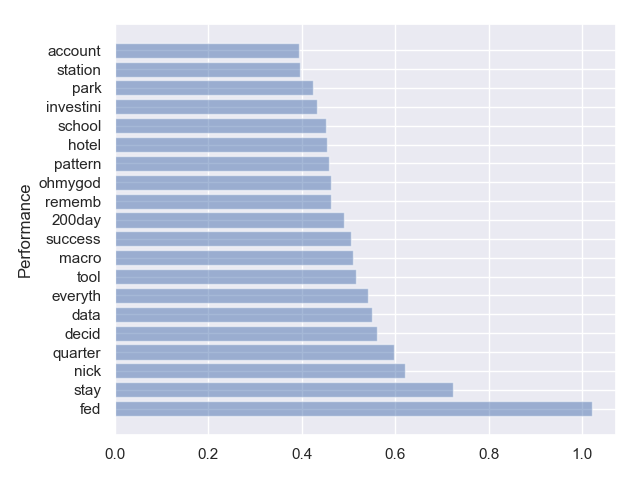 account
station
park
investini
school
hotel
pattern
ohmygod
rememb
200day
success
macro
tool
everyth
data
decid
quarter
nick
stay
fed
Performance
0.0 0.2 0.4 0.6 0.8 1.0